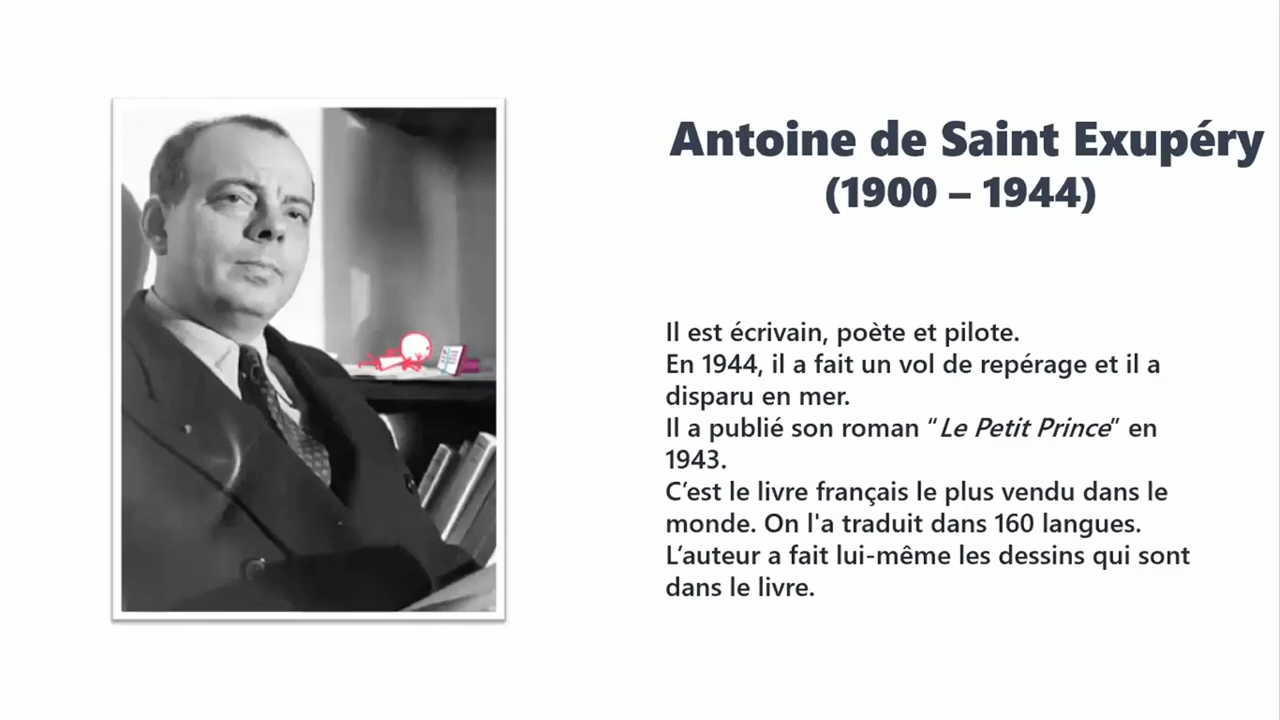 Antoine de Saint Exupéry
(1900 – 1944)
Il est écrivain, poète et pilote.
En 1944, il a fait un vol de repérage et il a
disparu en mer.
Il a publié son roman “Le Petit Prince” en
1943.
C’est le livre français le plus vendu dans le
monde. On l'a traduit dans 160 langues.
L’auteur a fait lui-même les dessins qui sont
dans le livre.